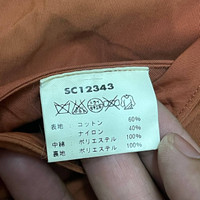 SC12343
表地 コットン 60%
ナイロン 40%
中綿 ポリエステル 100%
裏地 ポリエステル 100%